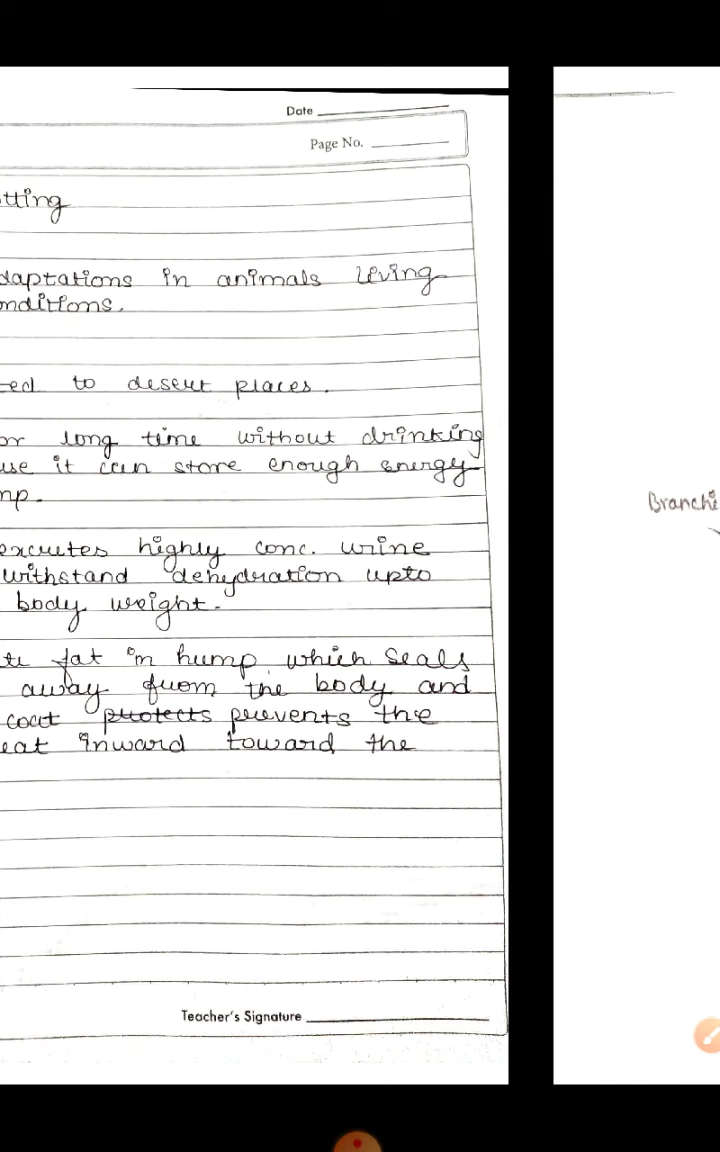 Date
Page No.
tting
daptations in animals living
nditions.
ted to desert places.
or long time without drinking
use it can store enough energy
mp.
excretes highly conc. urine
withstand dehydration upto
body weight.
te fat in hump which seals
away from the body and
coat protects prevents the
eat inward toward the
Teacher's Signature
Branchi